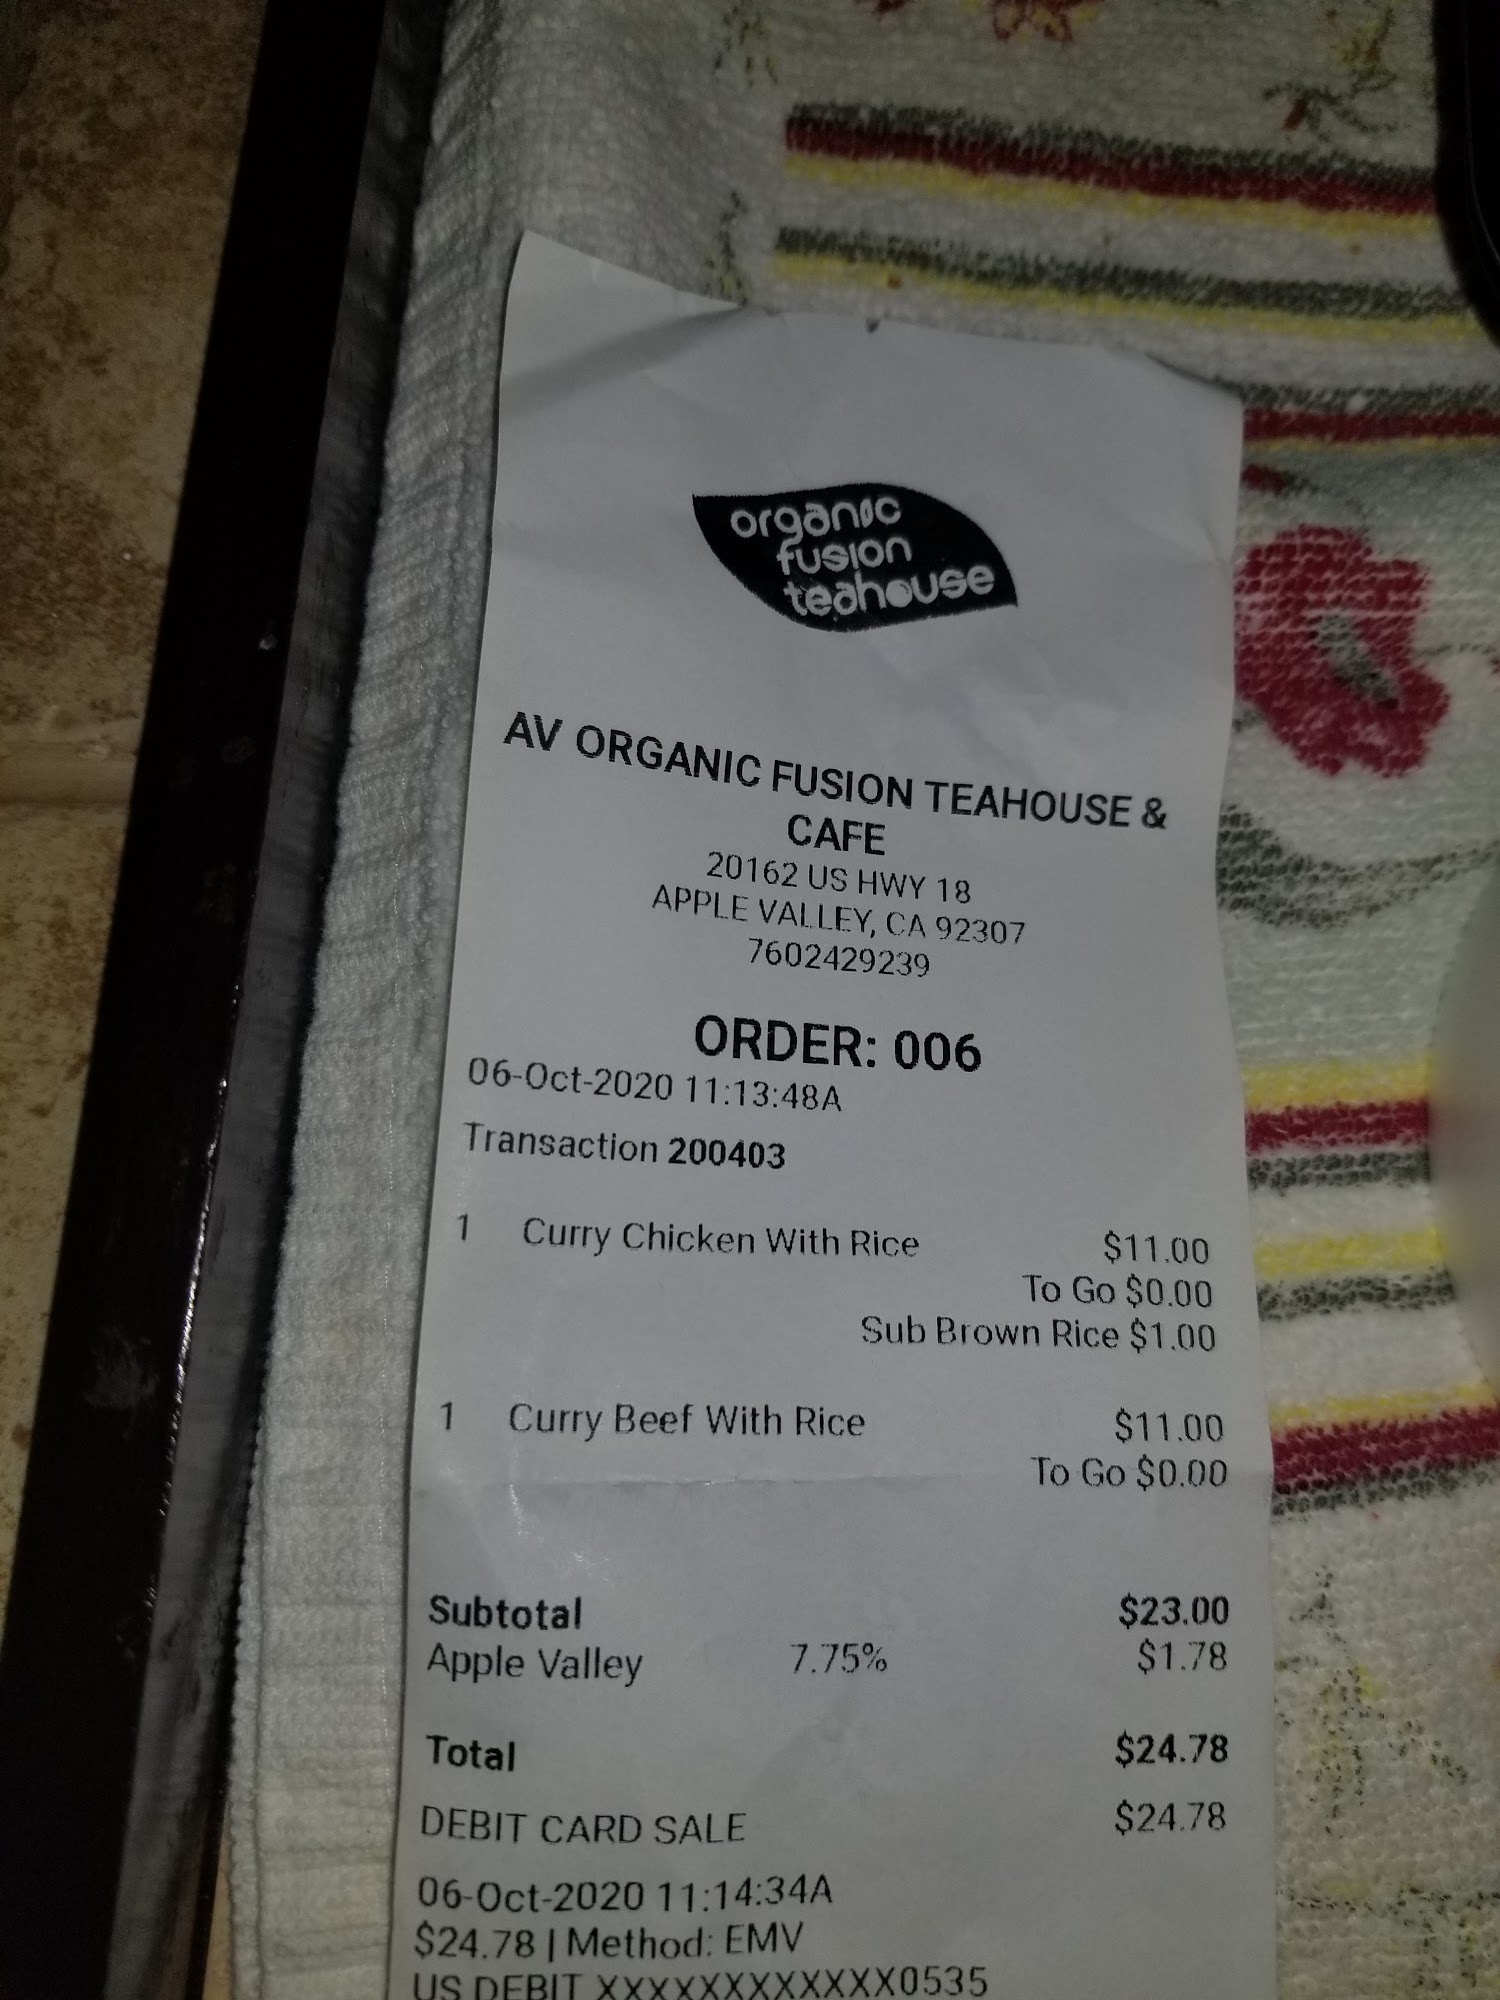 organic
fusion
teahouse
AV ORGANIC FUSION TEAHOUSE &
CAFE
20162 US HWY 18
APPLE VALLEY, CA 92307
7602429239
ORDER: 006
06-Oct-2020 11:13:48A
Transaction 200403
1 Curry Chicken With Rice $11.00
To Go $0.00
Sub Brown Rice $1.00
1 Curry Beef With Rice $11.00
To Go $0.00
Subtotal $23.00
Apple Valley 7.75% $1.78
Total $24.78
DEBIT CARD SALE $24.78
06-Oct-2020 11:14:34A
$24.78 | Method: EMV
US DEBIT XXXXXXXXXXXX0535